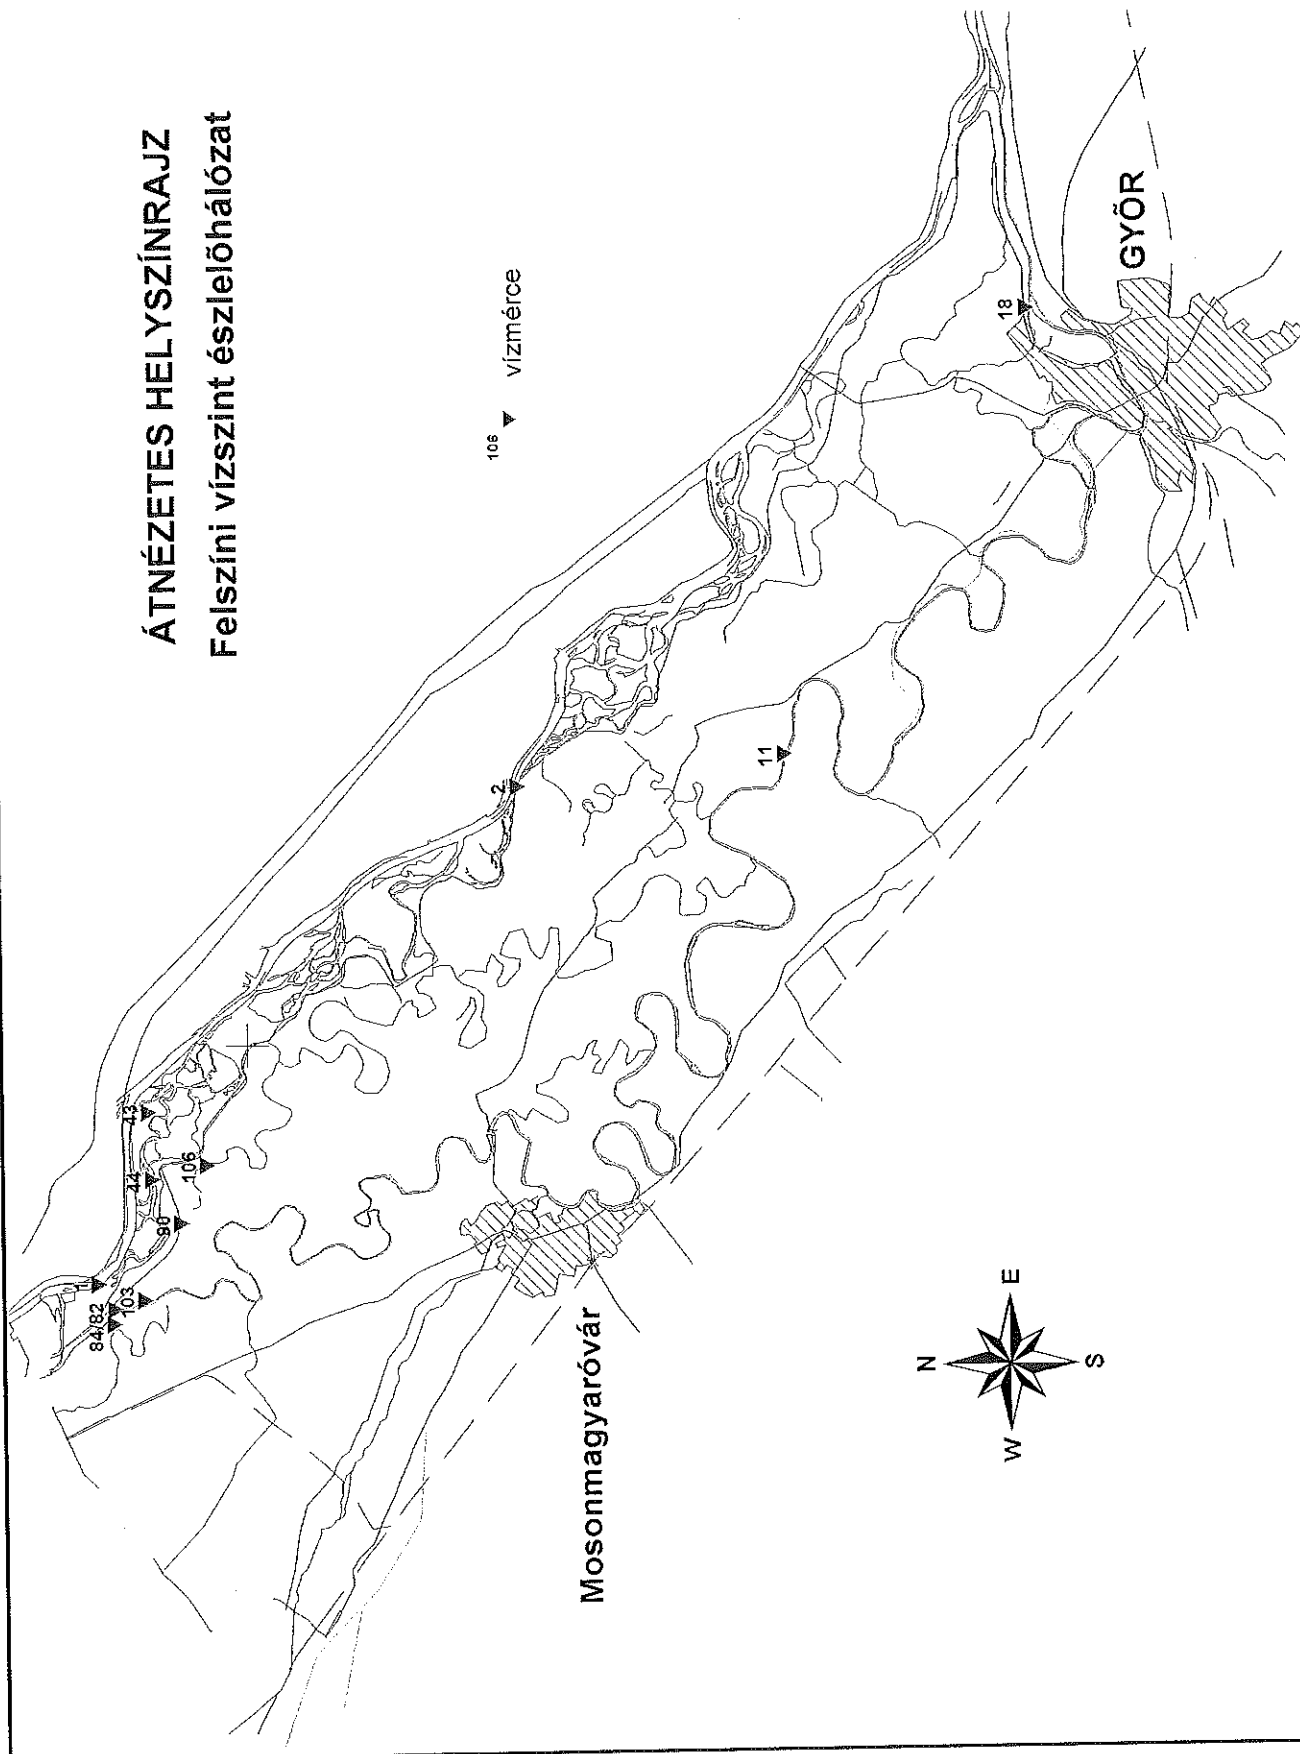 ÁTNÉZETES HELYSZÍNRAJZ
Felszíni vízszint észlelőhálózat
106
vízmérce
1
84/82
103
90
44
43
106
2
11
18
GYŐR
Mosonmagyaróvár
N
W
E
S